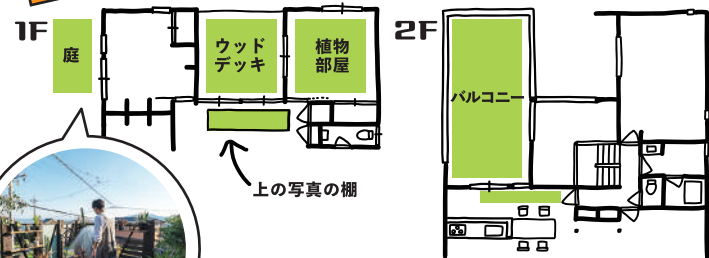 1F
庭
ウッド
デッキ
植物
部屋
上の写真の棚
2F
バルコニー